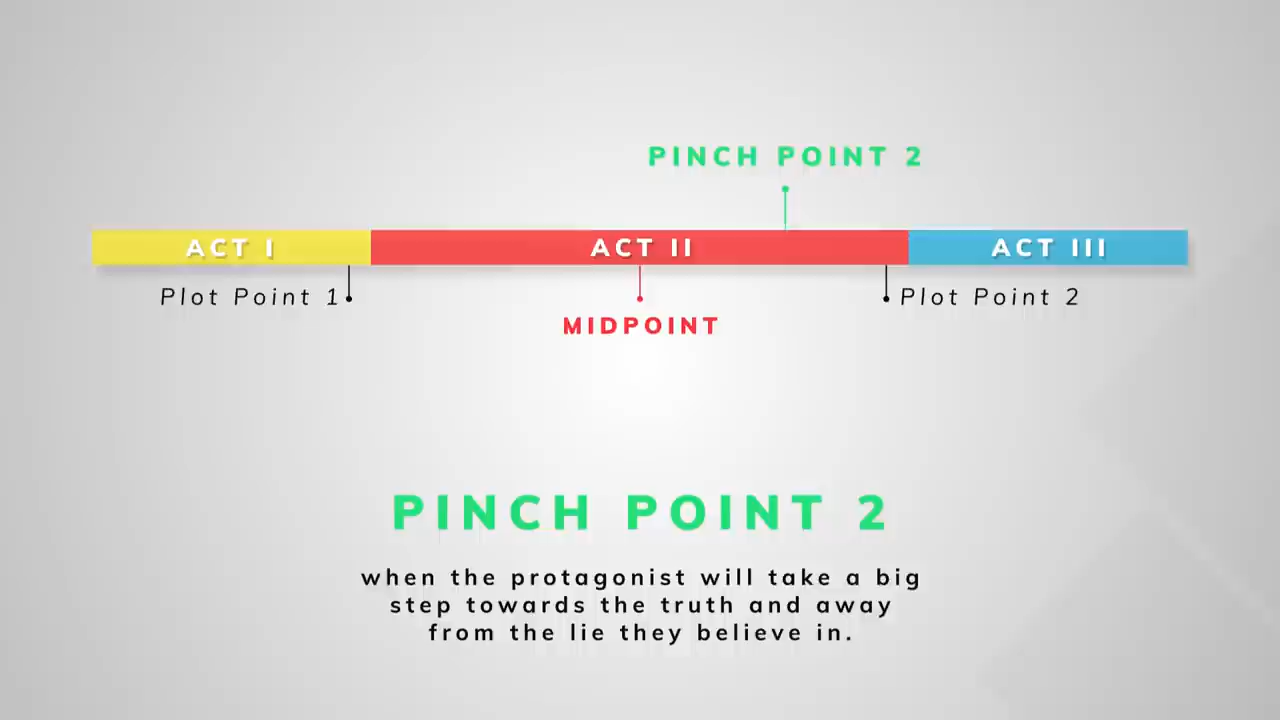 PINCH POINT 2
ACT I ACT II ACT III
Plot Point 1 Plot Point 2
MIDPOINT
PINCH POINT 2
when the protagonist will take a big
step towards the truth and away
from the lie they believe in.